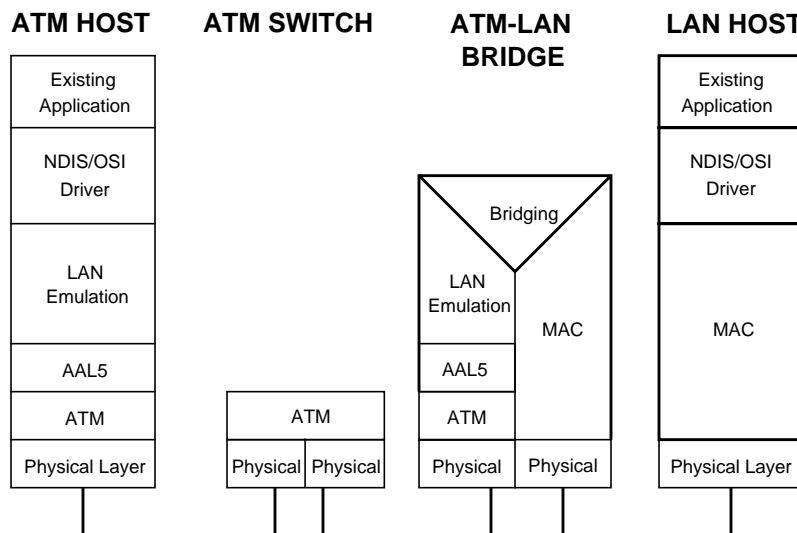 ATM HOST
Existing
Application
NDIS/OSI
Driver
LAN
Emulation
AAL5
ATM
Physical Layer
ATM SWITCH
ATM
Physical Physical
ATM-LAN
BRIDGE
Bridging
LAN
Emulation
AAL5
ATM
Physical
MAC
Physical
LAN HOST
Existing
Application
NDIS/OSI
Driver
MAC
Physical Layer